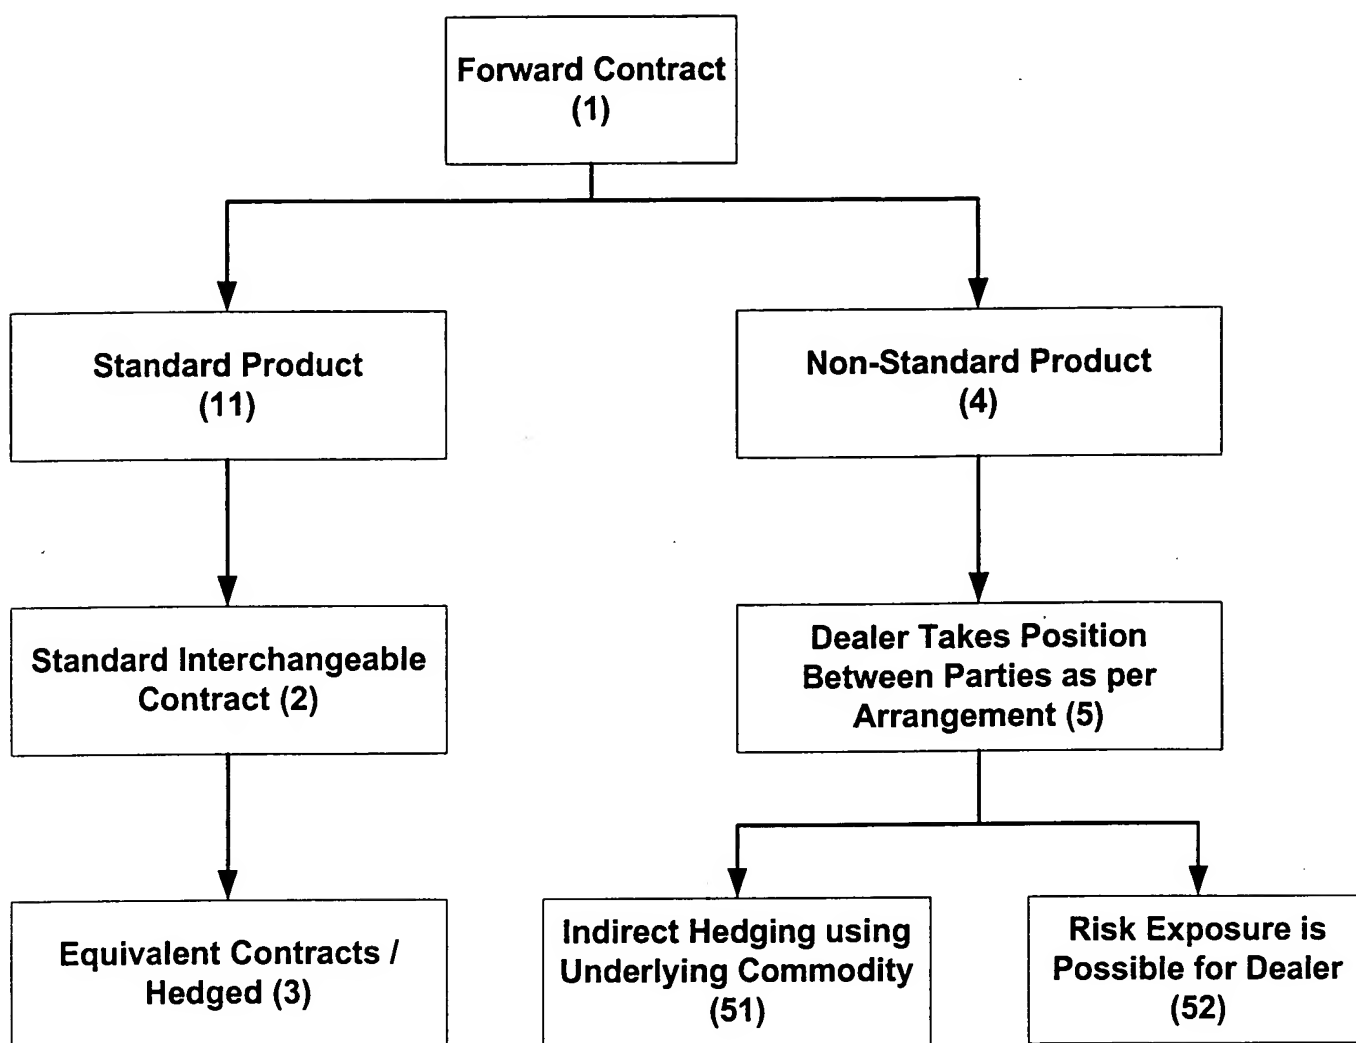 Forward Contract
(1)
Standard Product
(11)
Non-Standard Product
(4)
Standard Interchangeable
Contract (2)
Dealer Takes Position
Between Parties as per
Arrangement (5)
Equivalent Contracts /
Hedged (3)
Indirect Hedging using
Underlying Commodity
(51)
Risk Exposure is
Possible for Dealer
(52)